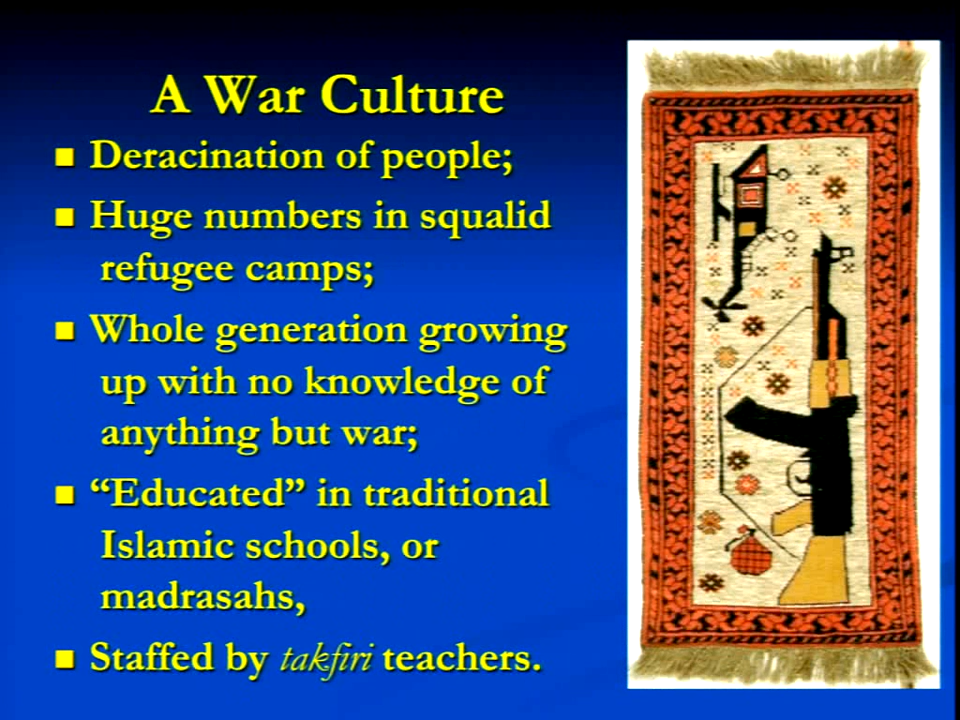 A War Culture
■ Deracination of people;
■ Huge numbers in squalid
refugee camps;
■ Whole generation growing
up with no knowledge of
anything but war;
■ “Educated” in traditional
Islamic schools, or
madrasahs,
■ Staffed by takfiri teachers.